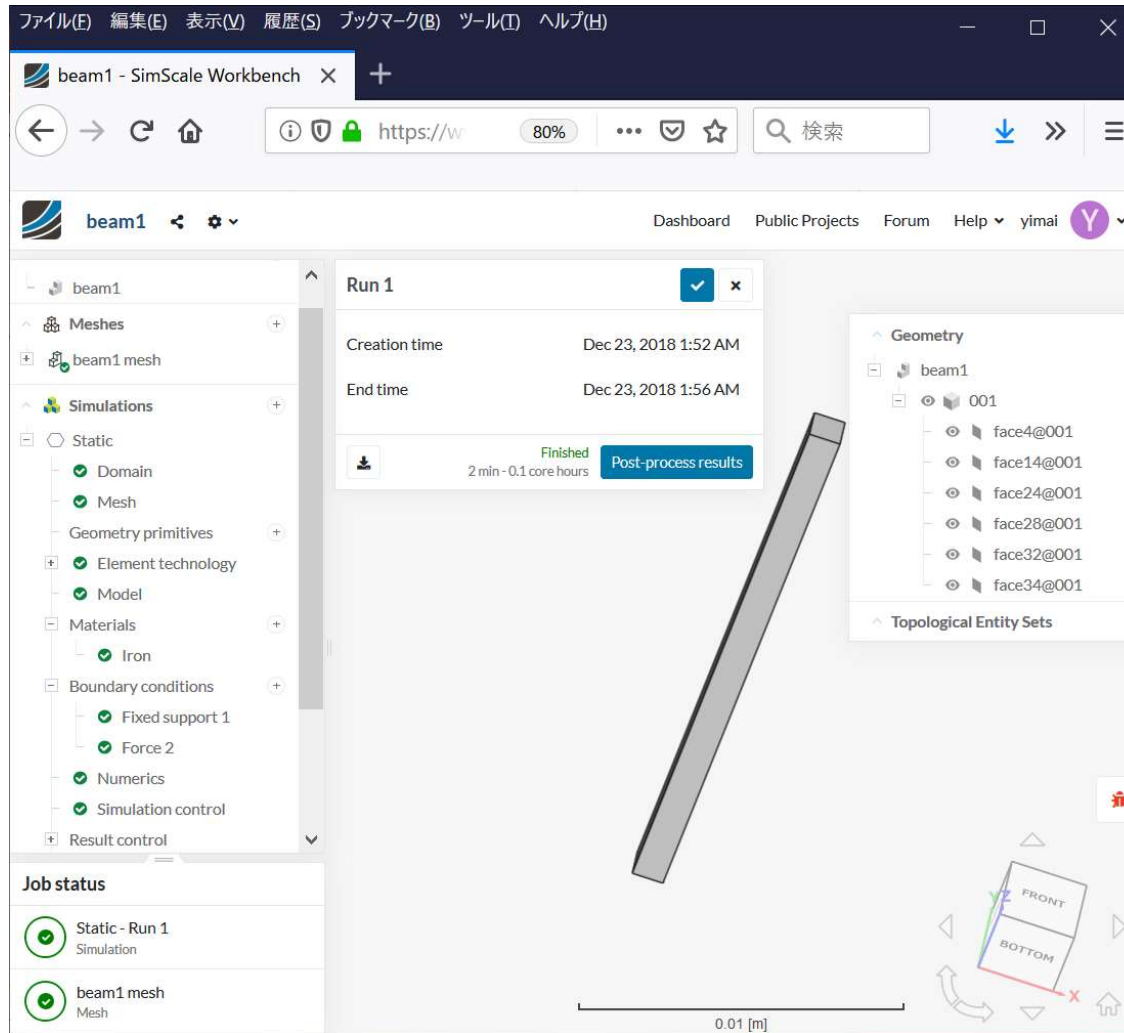 ファイル(F) 編集(E) 表示(V) 履歴(S) ブックマーク(B) ツール(T) ヘルプ(H)
beam1 - SimScale Workbench
https://w
80%
検索
beam1
Dashboard Public Projects Forum Help yimai Y
beam1
Meshes
beam1 mesh
Simulations
Static
Domain
Mesh
Geometry primitives
Element technology
Model
Materials
Iron
Boundary conditions
Fixed support 1
Force 2
Numerics
Simulation control
Result control
Job status
Static - Run 1
Simulation
beam1 mesh
Mesh
Run 1
Creation time Dec 23, 2018 1:52 AM
End time Dec 23, 2018 1:56 AM
Finished
2 min - 0.1 core hours
Post-process results
Geometry
beam1
001
face4@001
face14@001
face24@001
face28@001
face32@001
face34@001
Topological Entity Sets
FRONT
BOTTOM
Y
Z
X
0.01 [m]